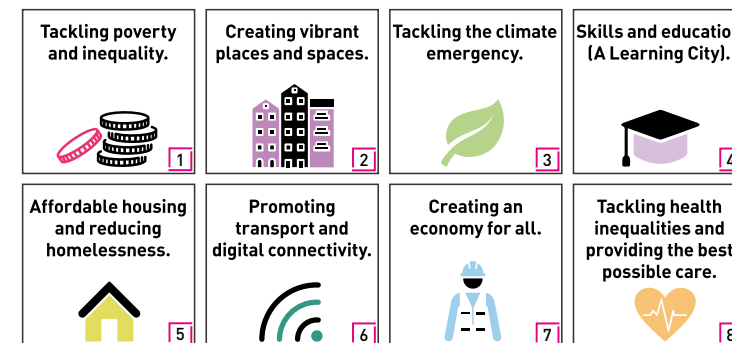 Tackling poverty
and inequality.
1
Creating vibrant
places and spaces.
2
Tackling the climate
emergency.
3
Skills and educatio
(A Learning City).
4
Affordable housing
and reducing
homelessness.
5
Promoting
transport and
digital connectivity.
6
Creating an
economy for all.
7
Tackling health
inequalities and
providing the best
possible care.
8